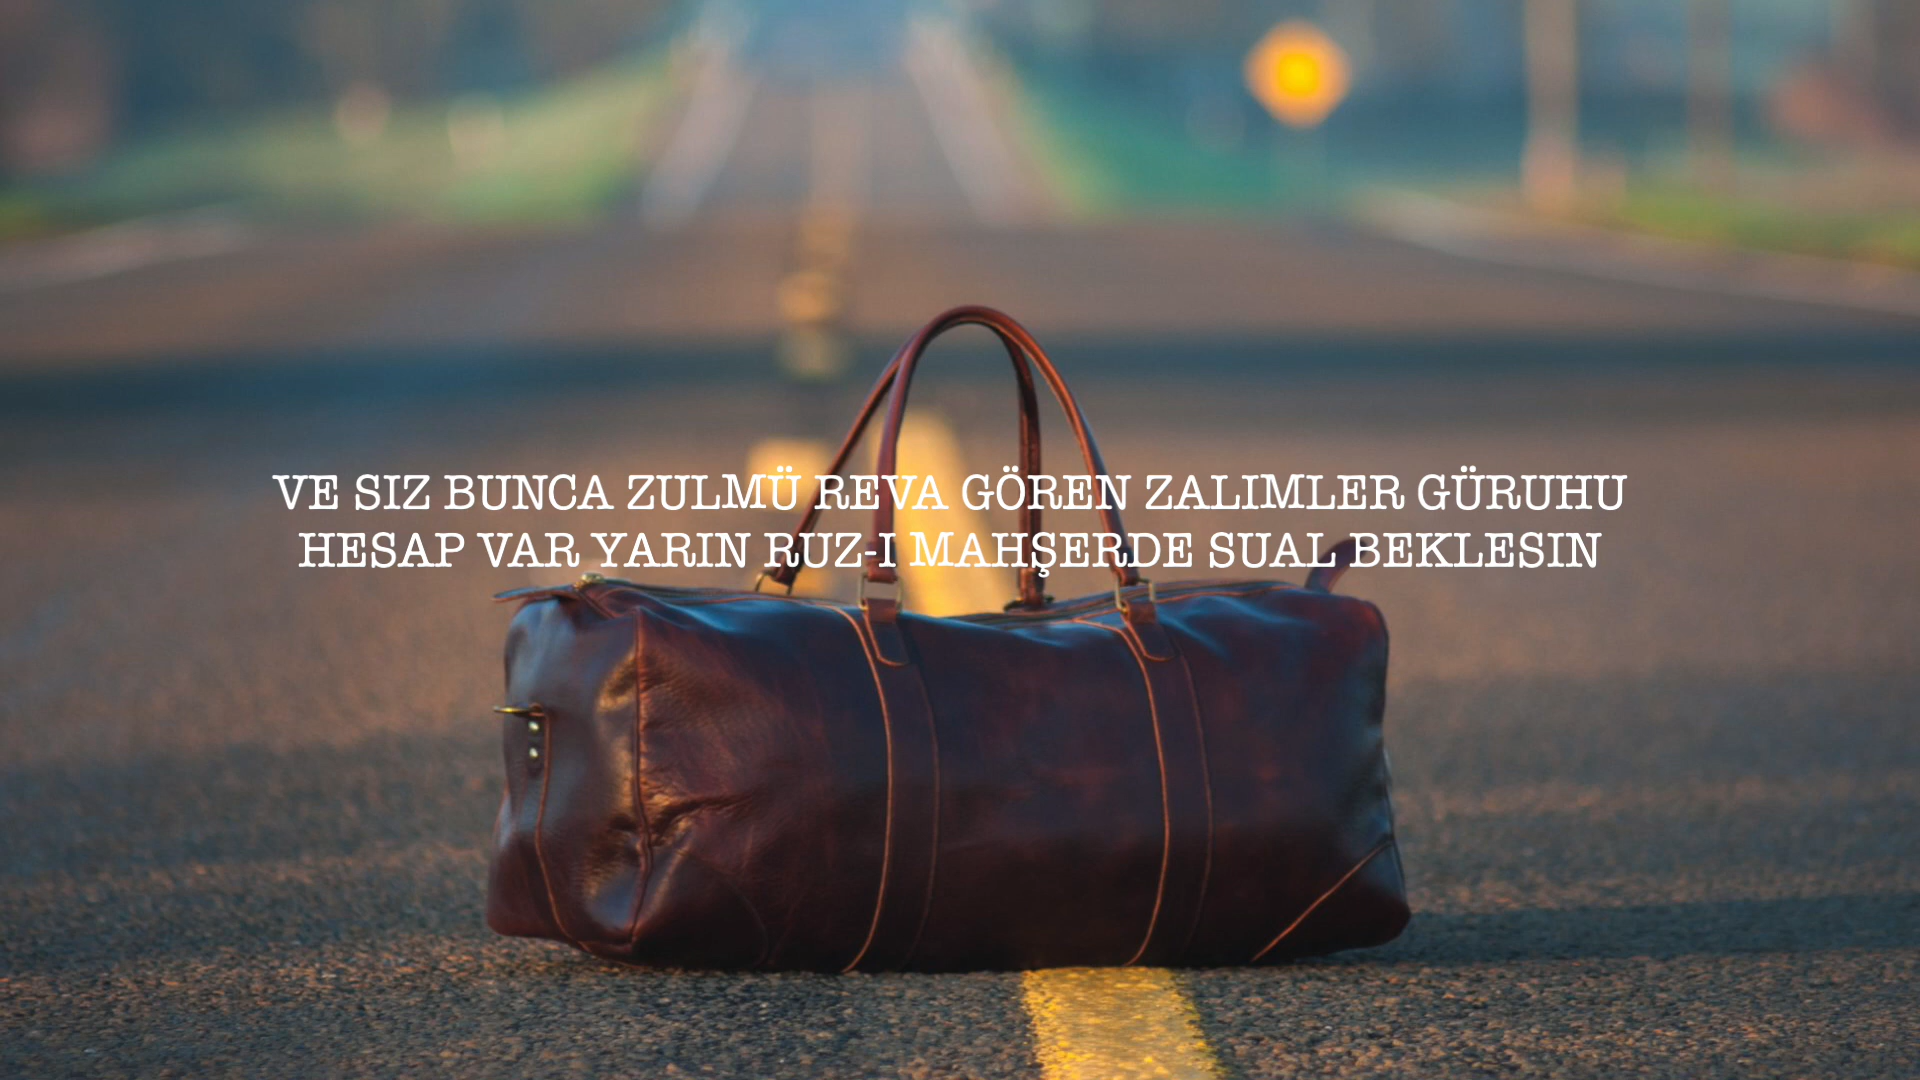 VE SIZ BUNCA ZULMÜ REVA GÖREN ZALIMLER GÜRUHU
HESAP VAR YARIN RUZ-I MAHŞERDE SUAL BEKLESIN